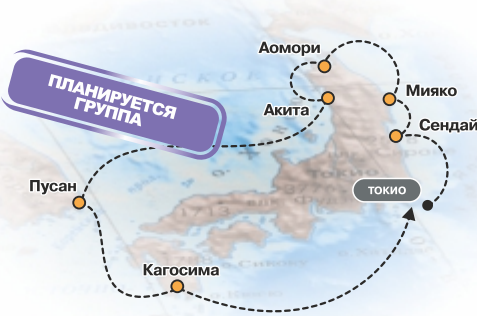 Аомори
ПЛАНИРУЕТСЯ
ГРУППА
Акита
Мияко
Сендай
Пусан
ТОКИО
Кагосима